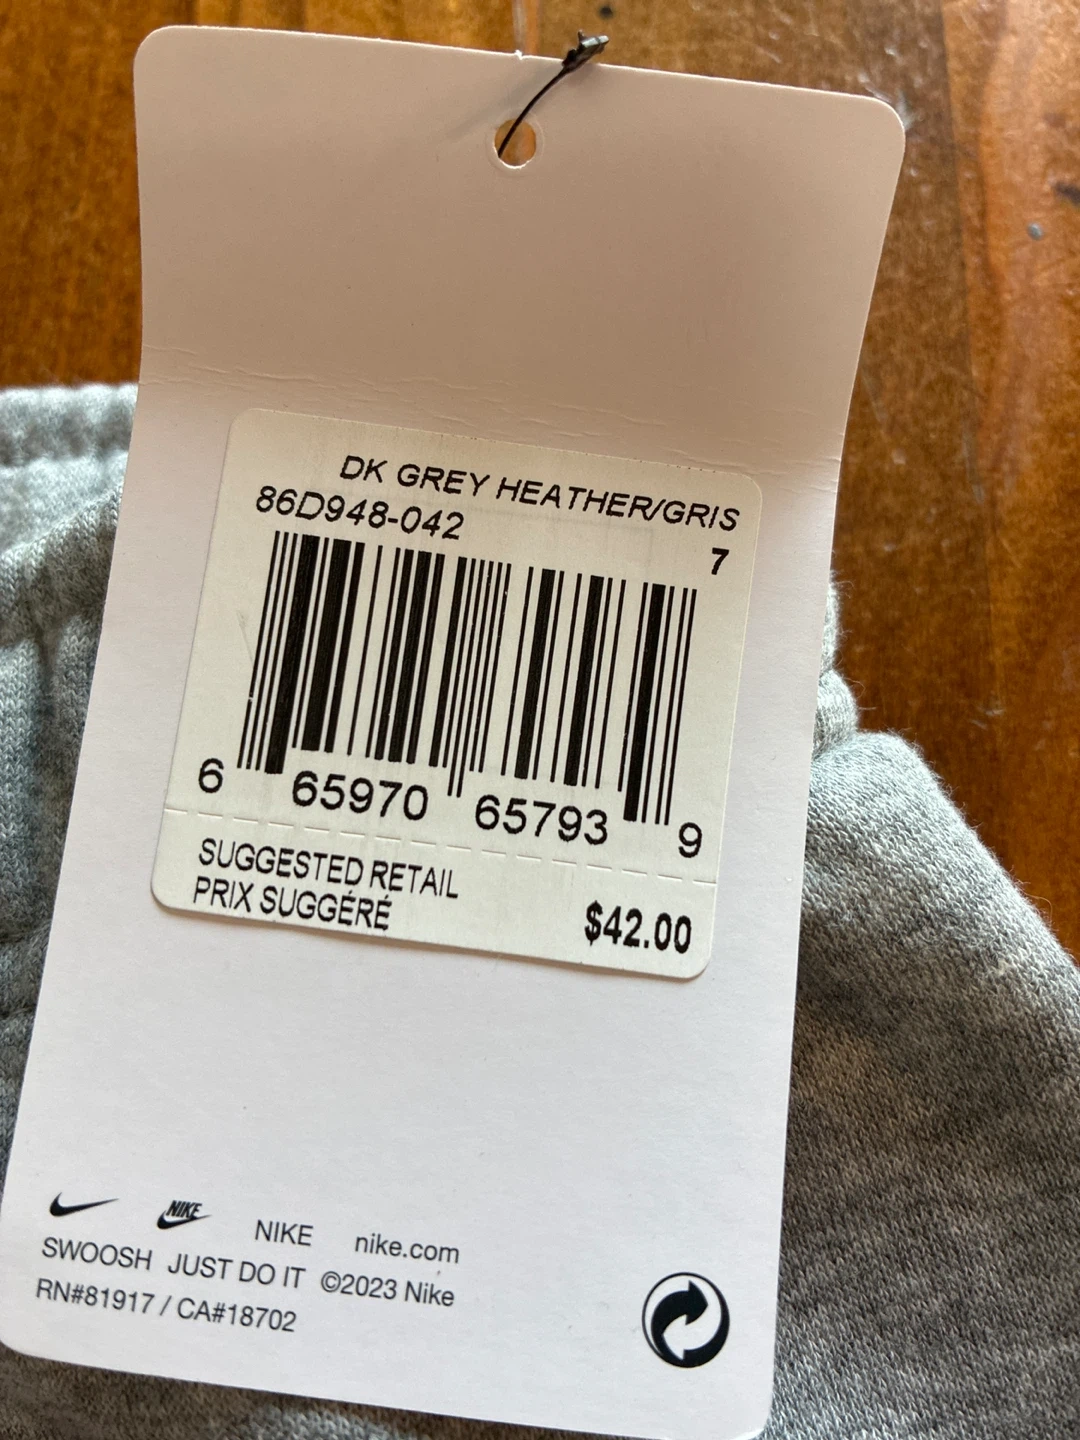 DK GREY HEATHER/GRIS
86D948-042
7
6 65970 65793 9
SUGGESTED RETAIL
PRIX SUGGÉRÉ
$42.00
NIKE NIKE nike.com
SWOOSH JUST DO IT ©2023 Nike
RN#81917 / CA#18702